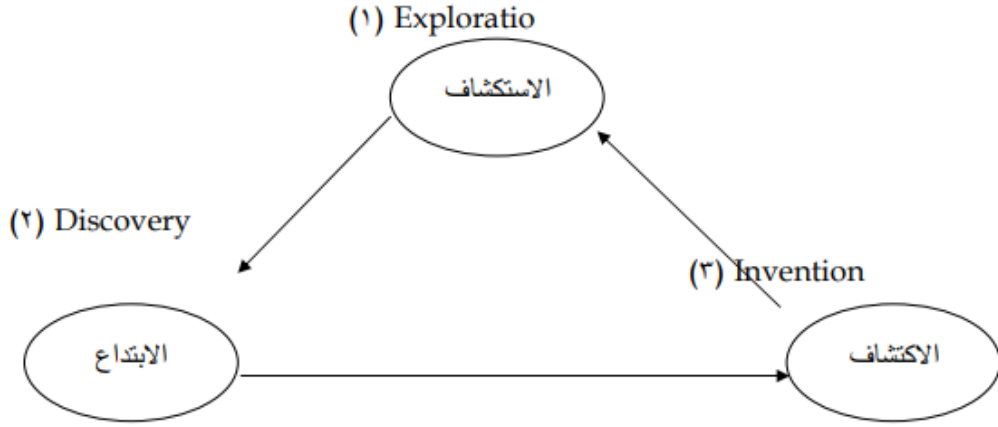 (١) Exploratio
الاستكشاف
(٢) Discovery
(٣) Invention
الابتداع
الاكتشاف